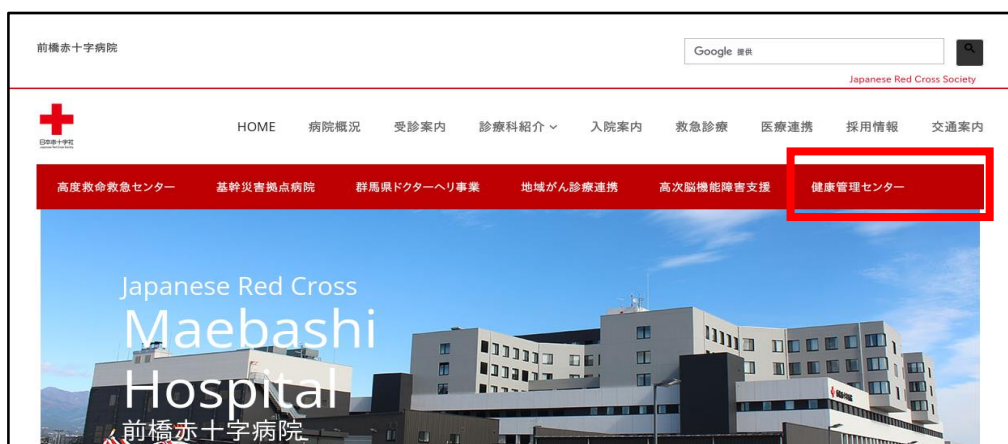 前橋赤十字病院
Google 提供
Japanese Red Cross Society
日本赤十字社
HOME 病院概況 受診案内 診療科紹介 入院案内 救急診療 医療連携 採用情報 交通案内
高度救命救急センター 基幹災害拠点病院 群馬県ドクターヘリ事業 地域がん診療連携 高次脳機能障害支援 健康管理センター
Japanese Red Cross
Maebashi
Hospital
前橋赤十字病院